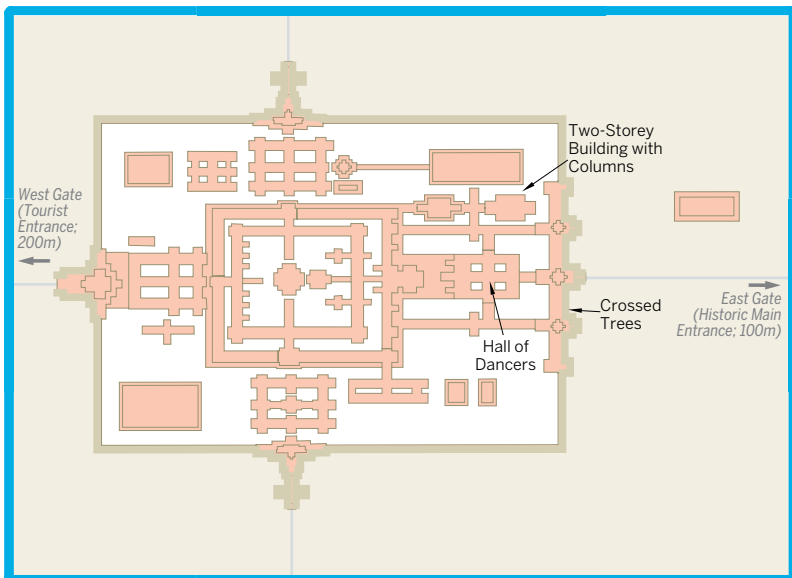 Two-Storey
Building with
Columns
West Gate
(Tourist
Entrance;
200m)
East Gate
(Historic Main
Entrance; 100m)
Crossed
Trees
Hall of
Dancers